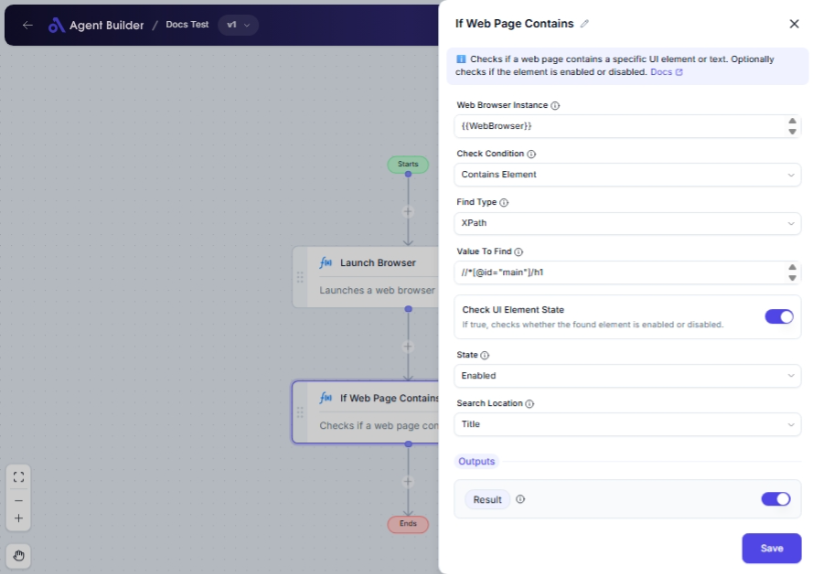 Agent Builder / Docs Test v1
If Web Page Contains
Checks if a web page contains a specific UI element or text. Optionally
checks if the element is enabled or disabled. Docs
Web Browser Instance
{{WebBrowser}}
Check Condition
Contains Element
Find Type
XPath
Value To Find
//*[@id="main"]/h1
Check UI Element State
If true, checks whether the found element is enabled or disabled.
State
Enabled
Search Location
Title
Outputs
Result
Save
Starts
Launch Browser
Launches a web browser
If Web Page Contains
Checks if a web page con
Ends